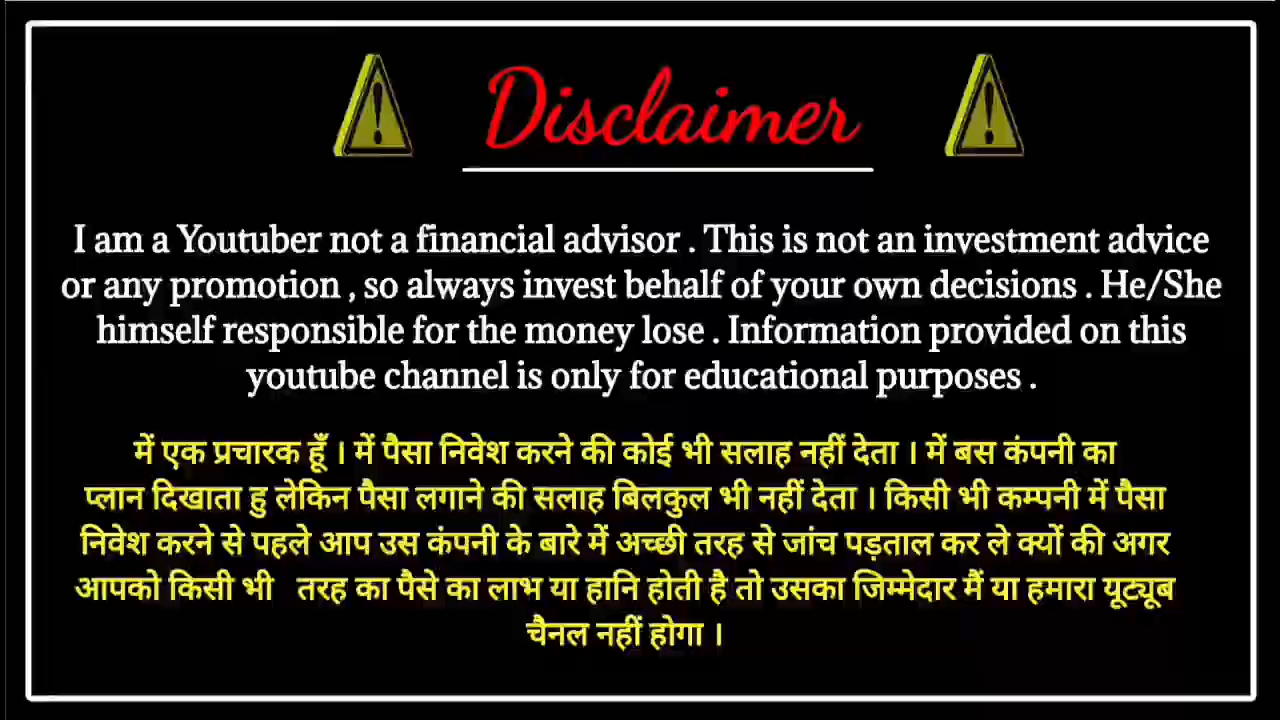 Disclaimer
I am a Youtuber not a financial advisor . This is not an investment advice
or any promotion , so always invest behalf of your own decisions . He/She
himself responsible for the money lose . Information provided on this
youtube channel is only for educational purposes .
में एक प्रचारक हूँ । में पैसा निवेश करने की कोई भी सलाह नहीं देता । में बस कंपनी का
प्लान दिखाता हु लेकिन पैसा लगाने की सलाह बिलकुल भी नहीं देता । किसी भी कम्पनी में पैसा
निवेश करने से पहले आप उस कंपनी के बारे में अच्छी तरह से जांच पड़ताल कर ले क्यों की अगर
आपको किसी भी तरह का पैसे का लाभ या हानि होती है तो उसका जिम्मेदार मैं या हमारा यूट्यूब
चैनल नहीं होगा ।